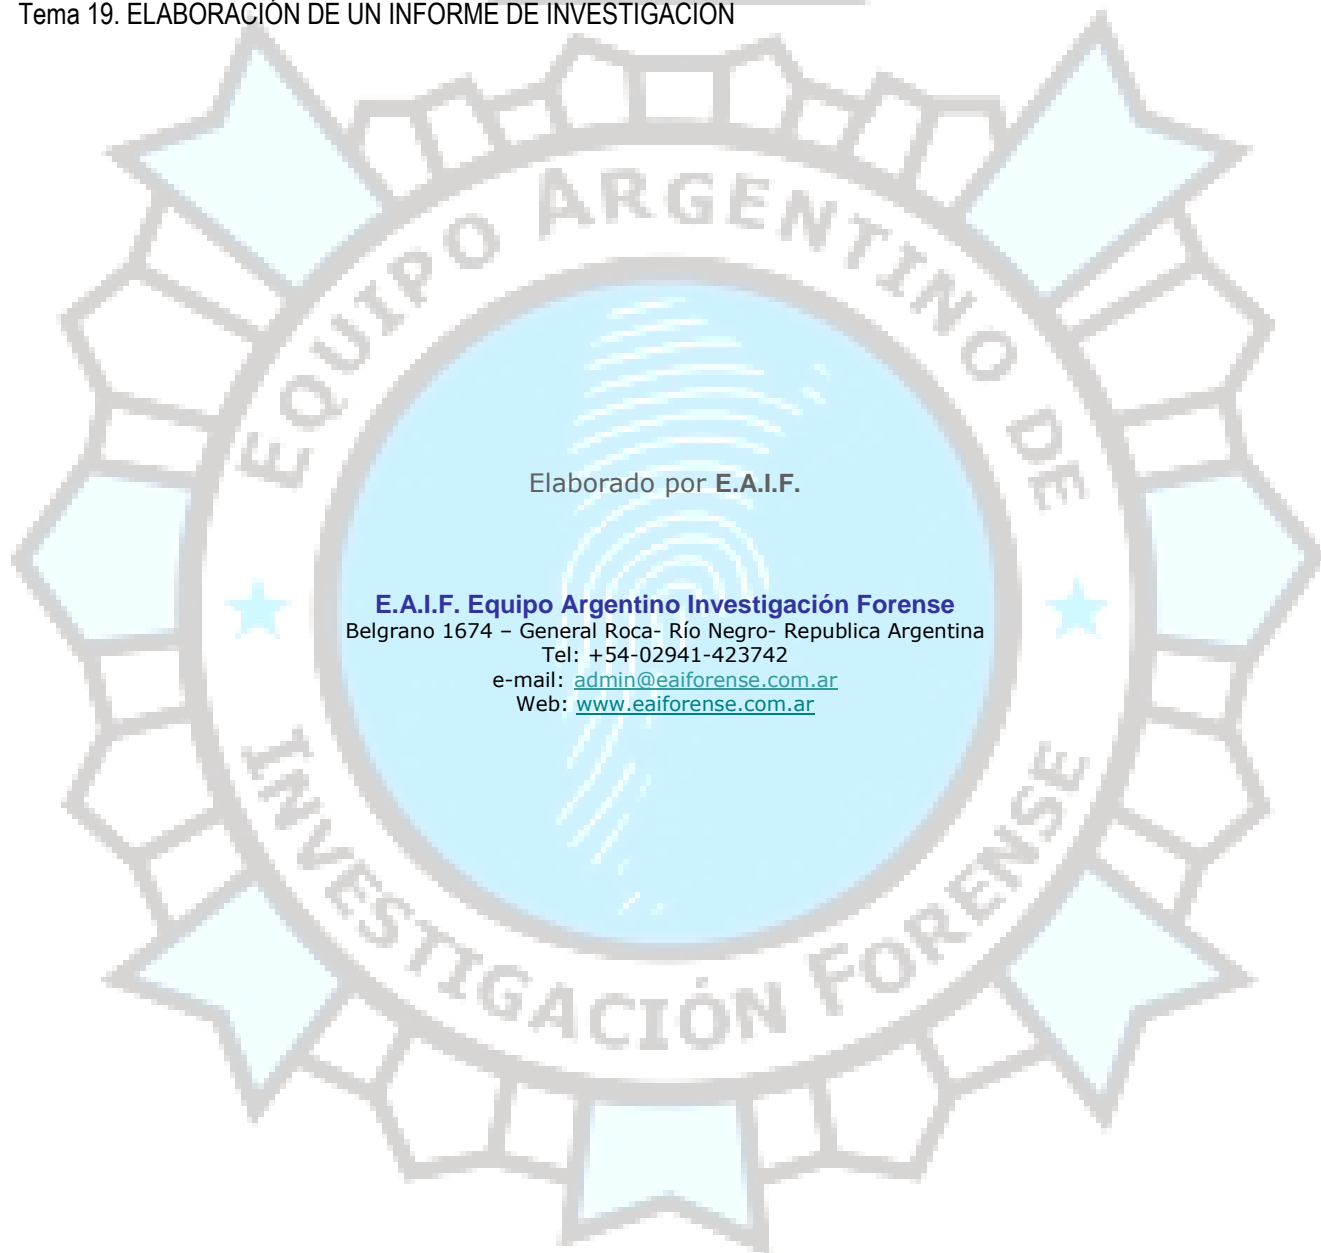 Tema 19. ELABORACIÓN DE UN INFORME DE INVESTIGACION
EQUIPO ARGENTINO DE
Elaborado por E.A.I.F.
E.A.I.F. Equipo Argentino Investigación Forense
Belgrano 1674 – General Roca- Río Negro- Republica Argentina
Tel: +54-02941-423742
e-mail: admin@eaiforense.com.ar
Web: www.eaiforense.com.ar
INVESTIGACIÓN FORENSE